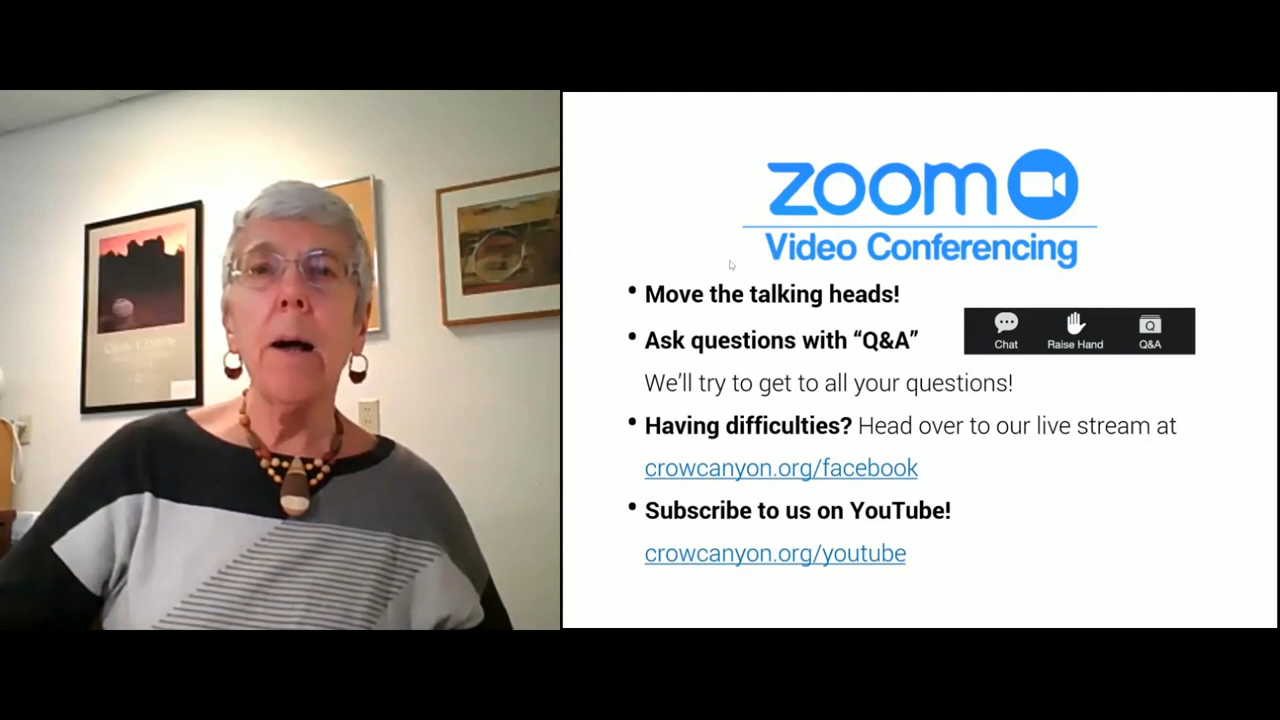 zoom
Video Conferencing
• Move the talking heads!
• Ask questions with “Q&A”
Chat Raise Hand Q&A
We’ll try to get to all your questions!
• Having difficulties? Head over to our live stream at
crowcanyon.org/facebook
• Subscribe to us on YouTube!
crowcanyon.org/youtube